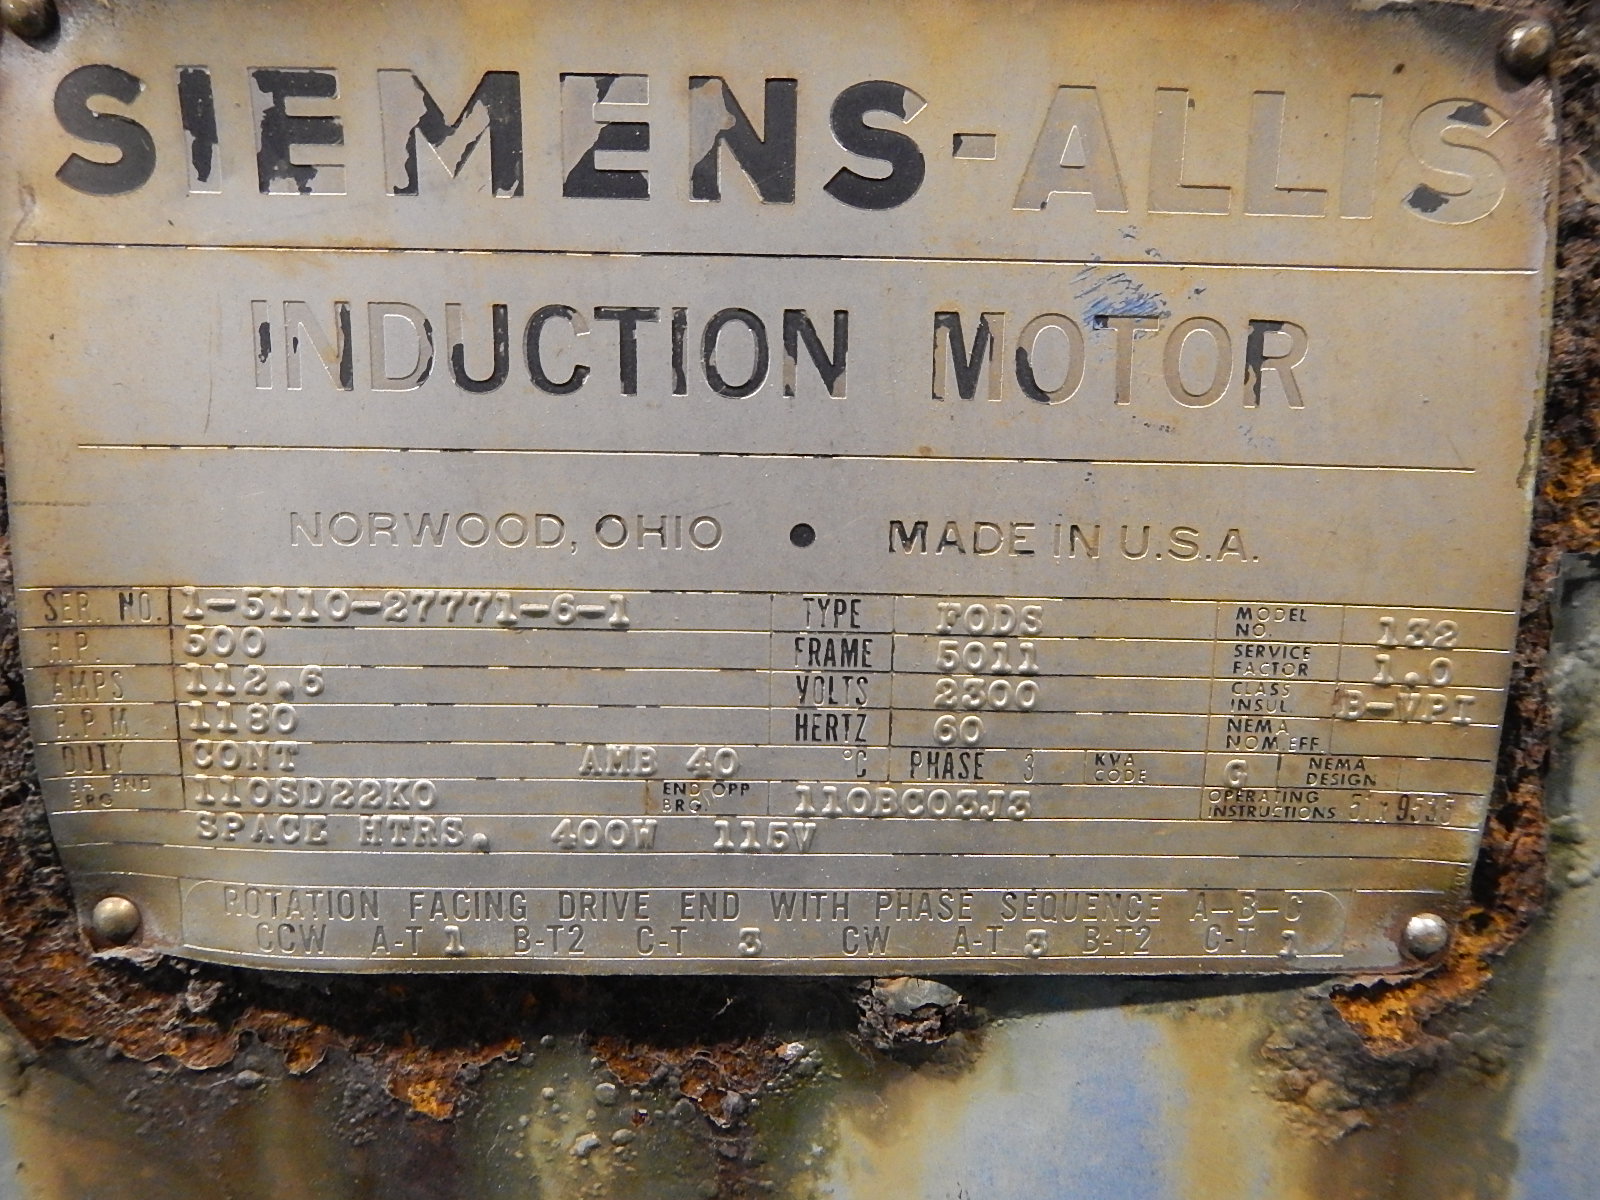 SIEMENS-ALLIS
INDUCTION MOTOR
NORWOOD, OHIO • MADE IN U.S.A.
SER. NO. 1-5110-27771-6-1 TYPE FODS MODEL NO. 132
H.P. 500 FRAME 5011 SERVICE FACTOR 1.0
AMPS 112.6 VOLTS 2300 CLASS INSUL. B-VPI
R.P.M. 1180 HERTZ 60 NEMA NOM.EFF.
DUTY CONT AMB 40 °C PHASE 3 KVA CODE G NEMA DESIGN
END BRG 110SD22K0 END OPP BRG 110BC03J3 OPERATING INSTRUCTIONS
SPACE HTRS. 400W 115V
ROTATION FACING DRIVE END WITH PHASE SEQUENCE A-B-C
CCW A-T 1 B-T2 C-T 3 CW A-T 3 B-T2 C-T 1